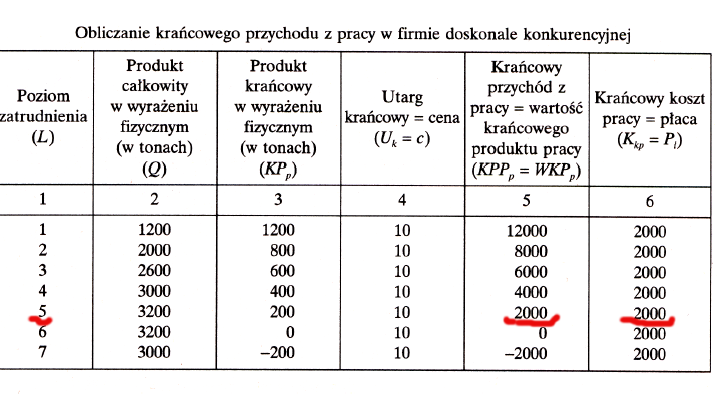 Obliczanie krańcowego przychodu z pracy w firmie doskonale konkurencyjnej
Poziom
zatrudnienia
(L)
Produkt
całkowity
w wyrażeniu
fizycznym
(w tonach)
(Q)
Produkt
krańcowy
w wyrażeniu
fizycznym
(w tonach)
(KPp)
Utarg
krańcowy = cena
(Uk = c)
Krańcowy
przychód z
pracy = wartość
krańcowego
produktu pracy
(KPPp = WKPp)
Krańcowy koszt
pracy = płaca
(Kkp = Pl)
1 2 3 4 5 6
1 1200 1200 10 12000 2000
2 2000 800 10 8000 2000
3 2600 600 10 6000 2000
4 3000 400 10 4000 2000
5 3200 200 10 2000 2000
6 3200 0 10 0 2000
7 3000 –200 10 –2000 2000